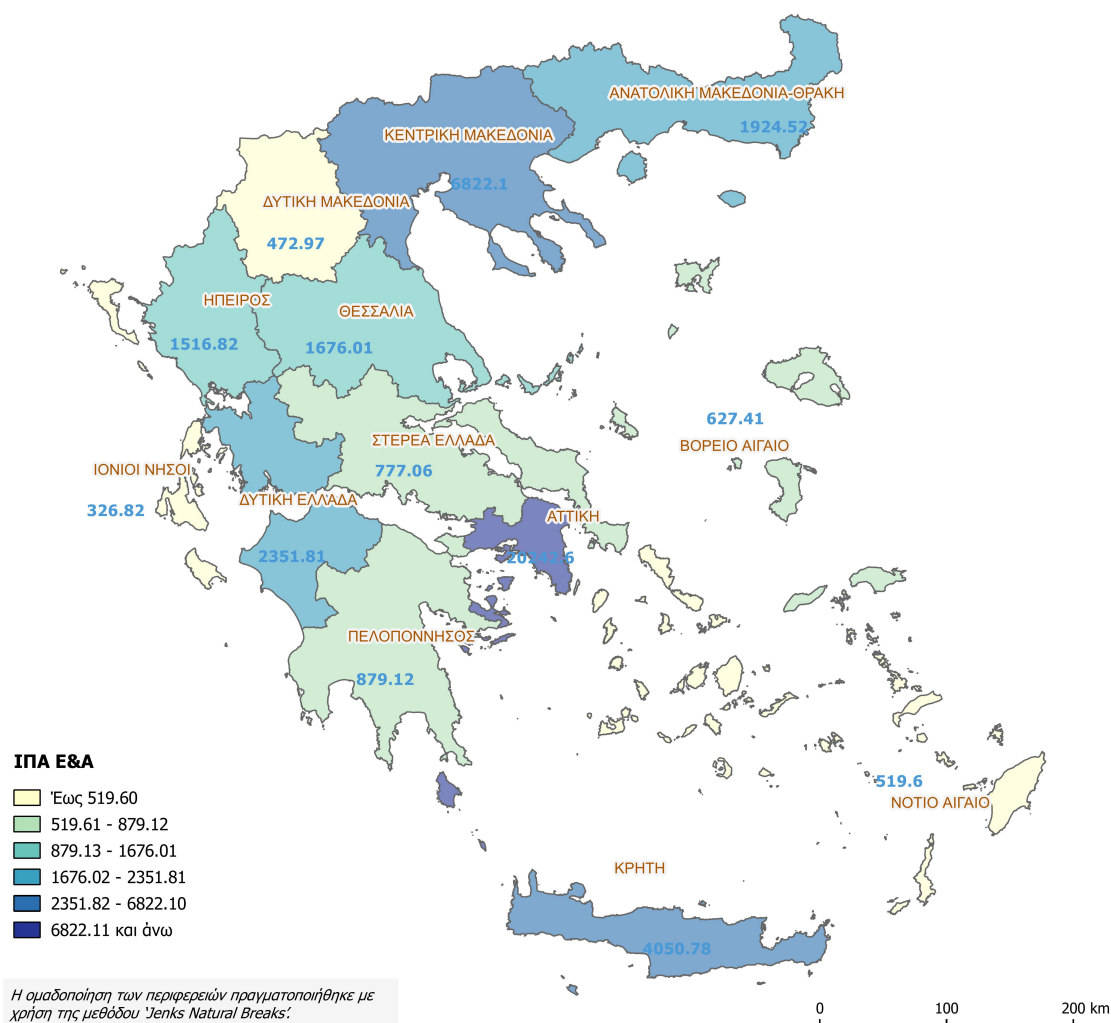 ΑΝΑΤΟΛΙΚΗ ΜΑΚΕΔΟΝΙΑ-ΘΡΑΚΗ
1924.52
ΚΕΝΤΡΙΚΗ ΜΑΚΕΔΟΝΙΑ
6822.1
ΔΥΤΙΚΗ ΜΑΚΕΔΟΝΙΑ
472.97
ΗΠΕΙΡΟΣ
1516.82
ΘΕΣΣΑΛΙΑ
1676.01
627.41
ΒΟΡΕΙΟ ΑΙΓΑΙΟ
ΣΤΕΡΕΑ ΕΛΛΑΔΑ
777.06
ΙΟΝΙΟΙ ΝΗΣΟΙ
326.82
ΔΥΤΙΚΗ ΕΛΛΑΔΑ
2351.81
ΑΤΤΙΚΗ
ΠΕΛΟΠΟΝΝΗΣΟΣ
879.12
519.6
ΝΟΤΙΟ ΑΙΓΑΙΟ
ΚΡΗΤΗ
4050.78
ΙΠΑ Ε&Α
Έως 519.60
519.61 - 879.12
879.13 - 1676.01
1676.02 - 2351.81
2351.82 - 6822.10
6822.11 και άνω
Η ομαδοποίηση των περιφερειών πραγματοποιήθηκε με
χρήση της μεθόδου 'Jenks Natural Breaks'.
0 100 200 km